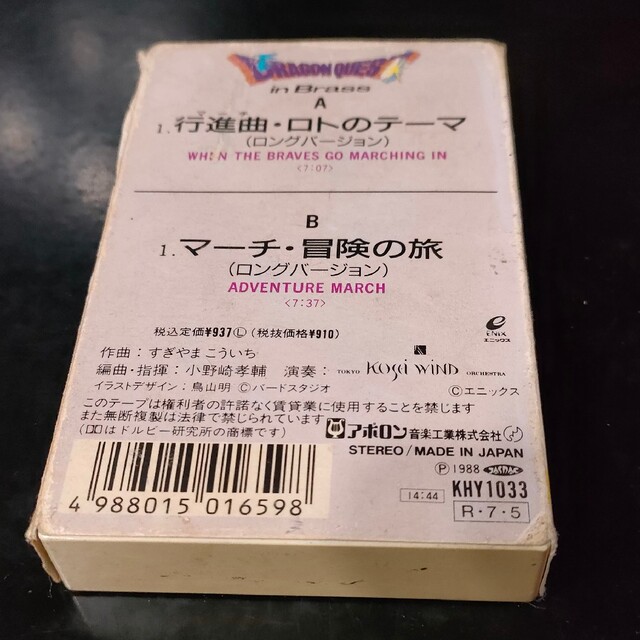 DRAGON QUEST
in Brass
A
マーチ
1. 行進曲・ロトのテーマ
(ロングバージョン)
WHEN THE BRAVES GO MARCHING IN
<7:07>
B
1. マーチ・冒険の旅
(ロングバージョン)
ADVENTURE MARCH
<7:37>
税込定価¥937Ⓛ (税抜価格¥910)
e
ENIX
エニックス
作曲：すぎやまこういち
編曲・指揮：小野崎孝輔 演奏： TOKYO Kosei WIND ORCHESTRA
イラストデザイン：鳥山明 Ⓒバードスタジオ Ⓒエニックス
このテープは権利者の許諾なく賃貸業に使用することを禁じます
また無断複製は法律で禁じられています
(はドルビー研究所の商標です)
アポロン音楽工業株式会社
STEREO/MADE IN JAPAN
Ⓟ1988
14:44 KHY1033
R・7・5
4 988015 016598